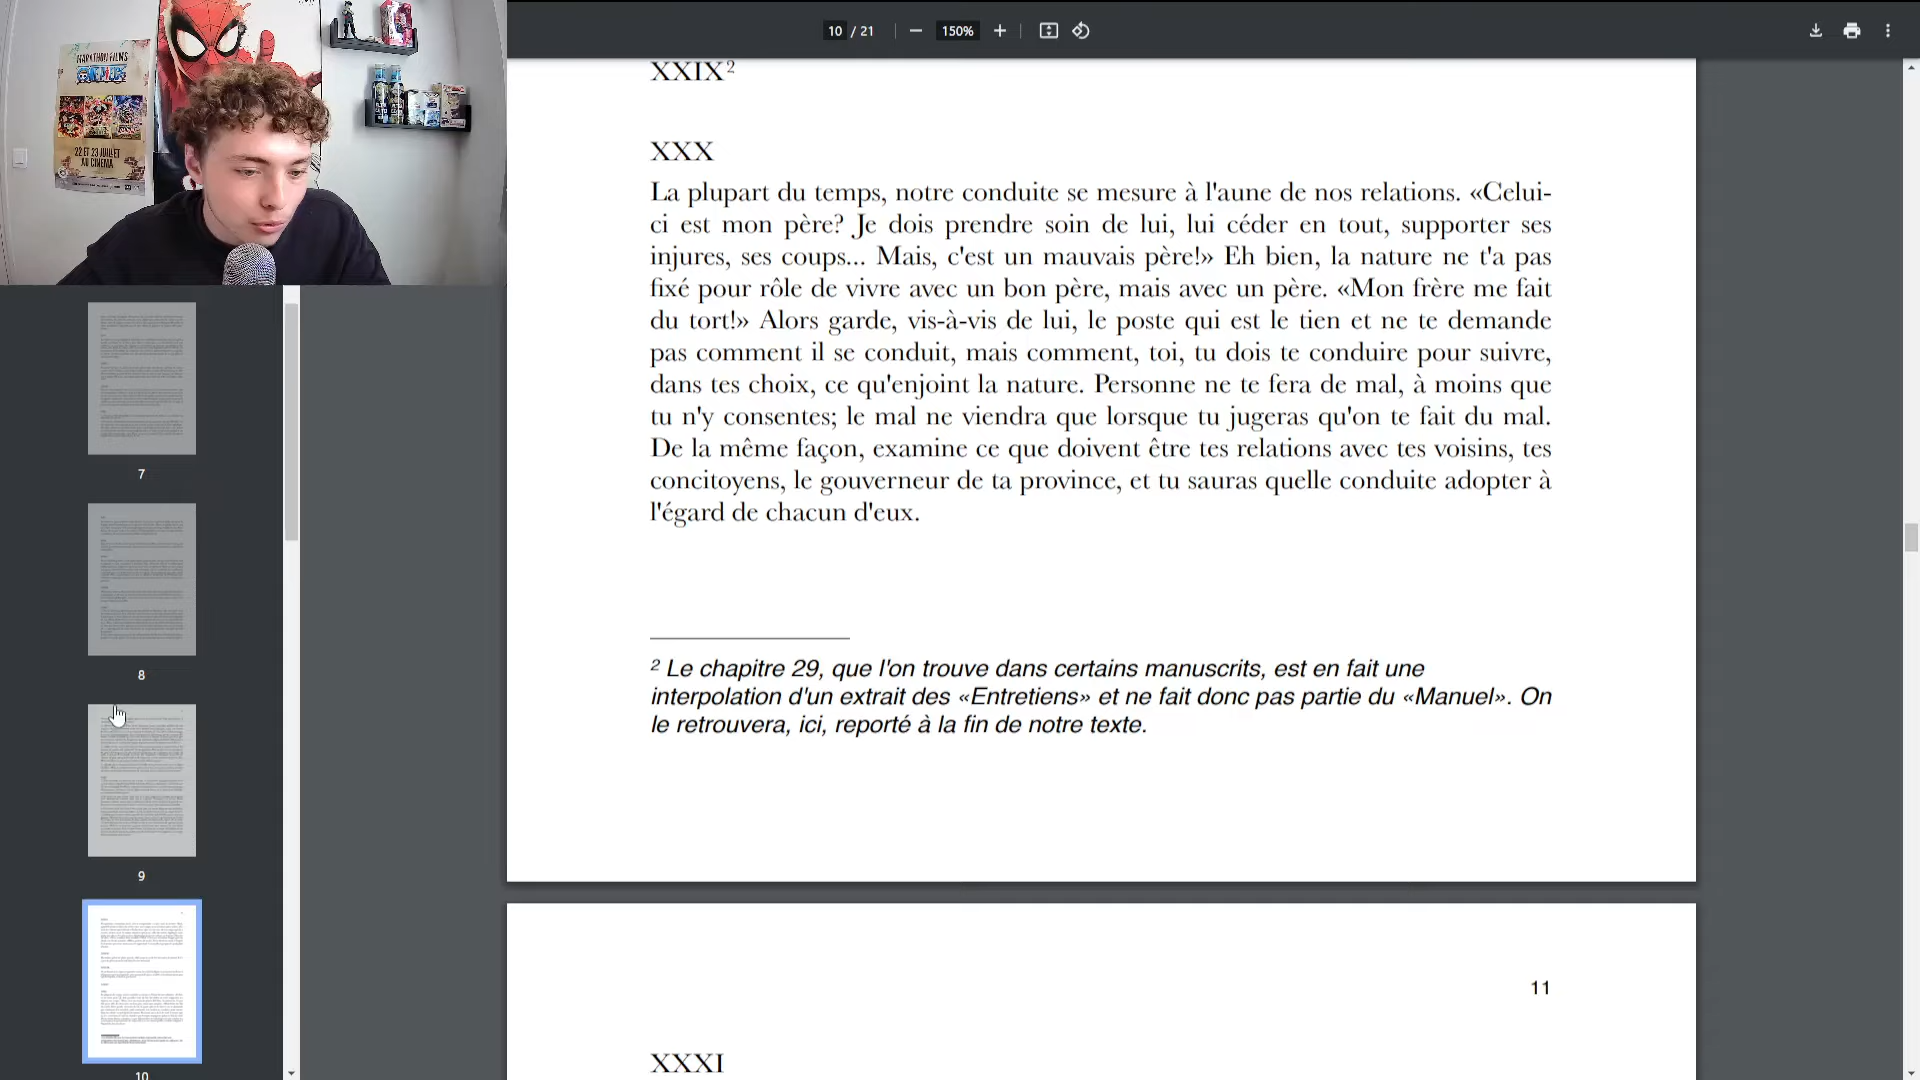 MARATHON FILMS
ONE PIECE
22 ET 23 JUILLET
AU CINEMA
10 / 21
150%
XXIX²
XXX
La plupart du temps, notre conduite se mesure à l'aune de nos relations. «Celui-
ci est mon père? Je dois prendre soin de lui, lui céder en tout, supporter ses
injures, ses coups... Mais, c'est un mauvais père!» Eh bien, la nature ne t'a pas
fixé pour rôle de vivre avec un bon père, mais avec un père. «Mon frère me fait
du tort!» Alors garde, vis-à-vis de lui, le poste qui est le tien et ne te demande
pas comment il se conduit, mais comment, toi, tu dois te conduire pour suivre,
dans tes choix, ce qu'enjoint la nature. Personne ne te fera de mal, à moins que
tu n'y consentes; le mal ne viendra que lorsque tu jugeras qu'on te fait du mal.
De la même façon, examine ce que doivent être tes relations avec tes voisins, tes
concitoyens, le gouverneur de ta province, et tu sauras quelle conduite adopter à
l'égard de chacun d'eux.
² Le chapitre 29, que l'on trouve dans certains manuscrits, est en fait une
interpolation d'un extrait des «Entretiens» et ne fait donc pas partie du «Manuel». On
le retrouvera, ici, reporté à la fin de notre texte.
11
XXXI
7
8
9
10